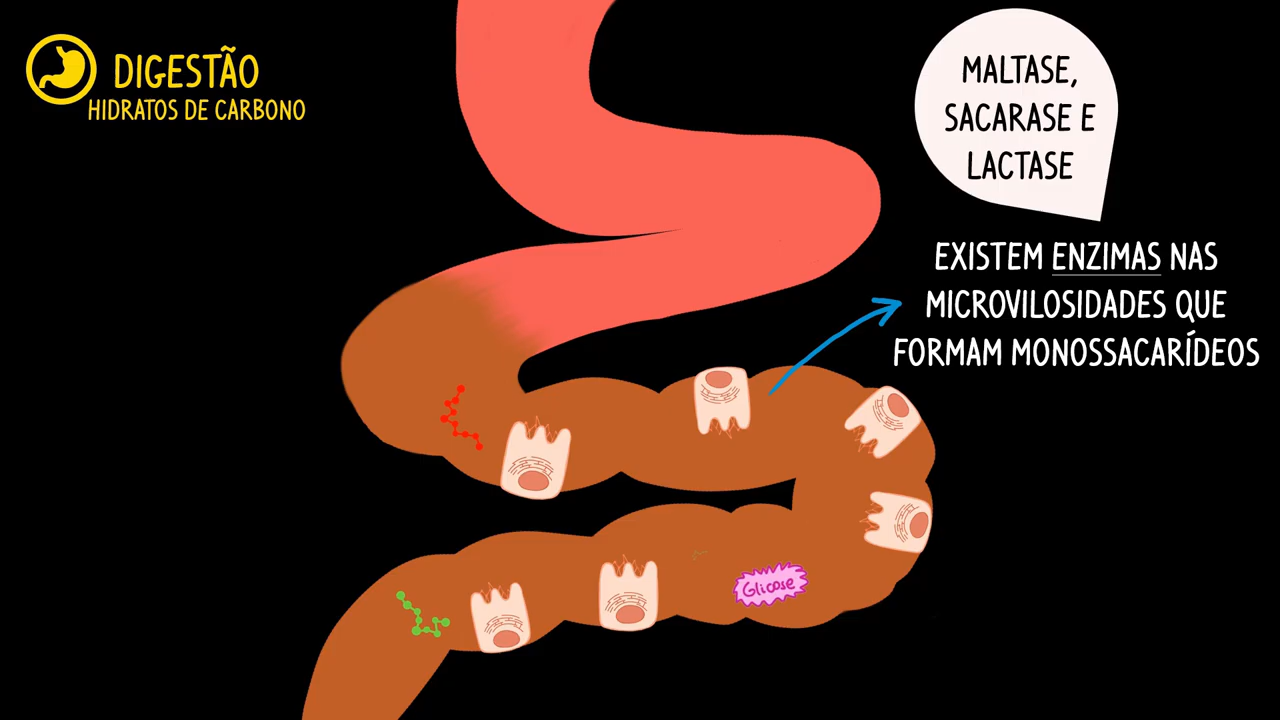 DIGESTÃO
HIDRATOS DE CARBONO
MALTASE,
SACARASE E
LACTASE
EXISTEM ENZIMAS NAS
MICROVILOSIDADES QUE
FORMAM MONOSSACARÍDEOS
Glicose